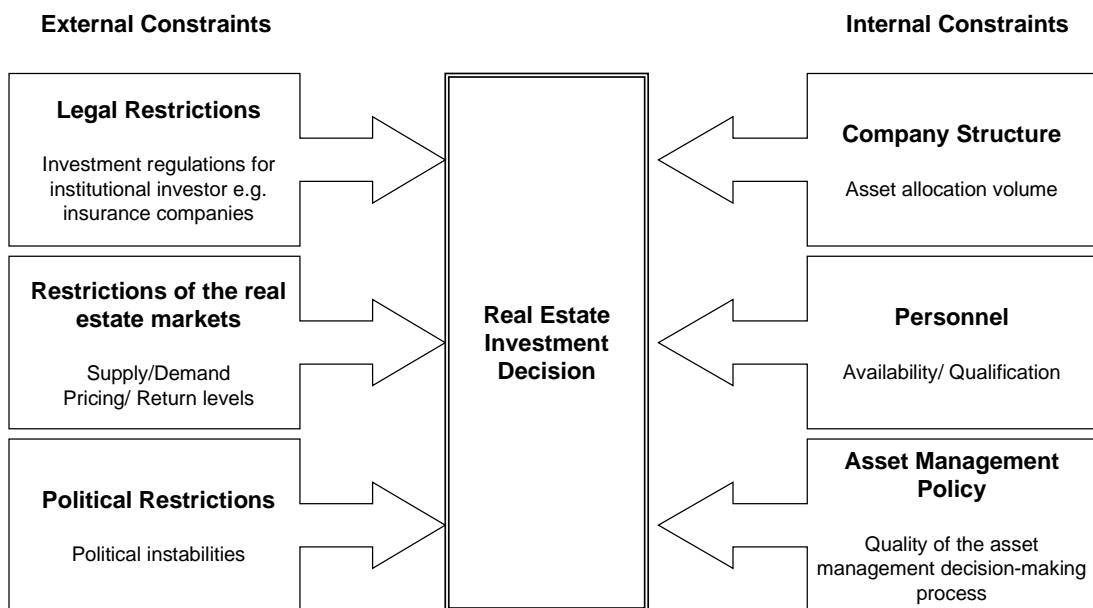 External Constraints
Internal Constraints
Legal Restrictions
Investment regulations for
institutional investor e.g.
insurance companies
Restrictions of the real
estate markets
Supply/Demand
Pricing/ Return levels
Political Restrictions
Political instabilities
Real Estate
Investment
Decision
Company Structure
Asset allocation volume
Personnel
Availability/ Qualification
Asset Management
Policy
Quality of the asset
management decision-making
process